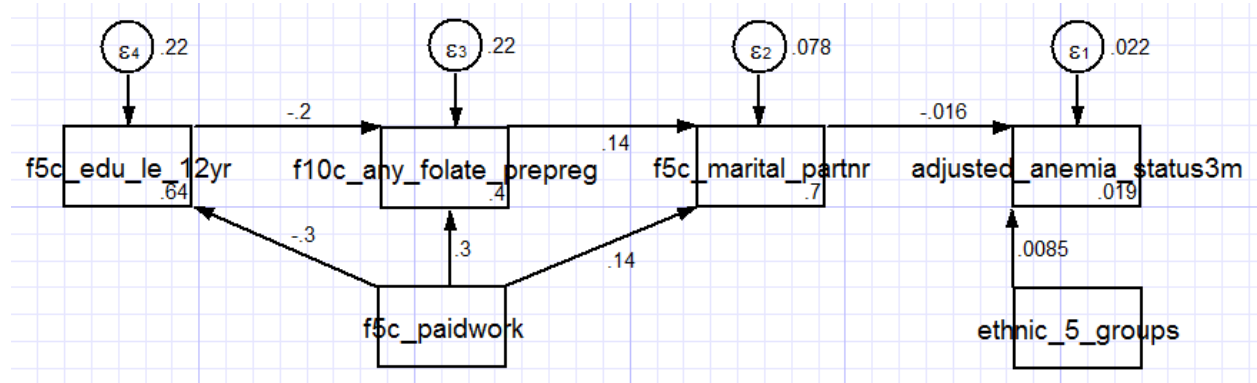 ε4 .22 ε3 .22 ε2 .078 ε1 .022
-.2 .14 -.016
f5c_edu_le_12yr f10c_any_folate_prepreg f5c_marital_partnr adjusted_anemia_status3m
.64 .4 .7 .019
-.3 .3 .14 .0085
f5c_paidwork ethnic_5_groups